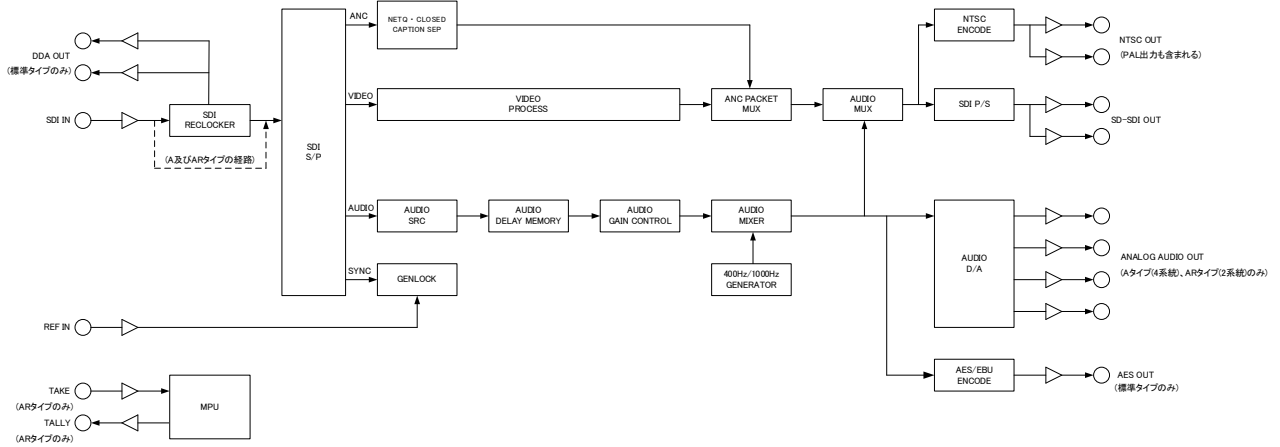 DDA OUT
(標準タイプのみ)
SDI IN
SDI
RECLOCKER
(A及びARタイプの経路)
REF IN
TAKE
(ARタイプのみ)
TALLY
(ARタイプのみ)
MPU
SDI
S/P
ANC
VIDEO
AUDIO
SYNC
NETQ・CLOSED
CAPTION SEP
VIDEO
PROCESS
ANC PACKET
MUX
AUDIO
MUX
AUDIO
SRC
AUDIO
DELAY MEMORY
AUDIO
GAIN CONTROL
AUDIO
MIXER
400Hz/1000Hz
GENERATOR
GENLOCK
NTSC
ENCODE
NTSC OUT
(PAL出力も含まれる)
SDI P/S
SD-SDI OUT
AUDIO
D/A
ANALOG AUDIO OUT
(Aタイプ(4系統)、ARタイプ(2系統)のみ)
AES/EBU
ENCODE
AES OUT
(標準タイプのみ)